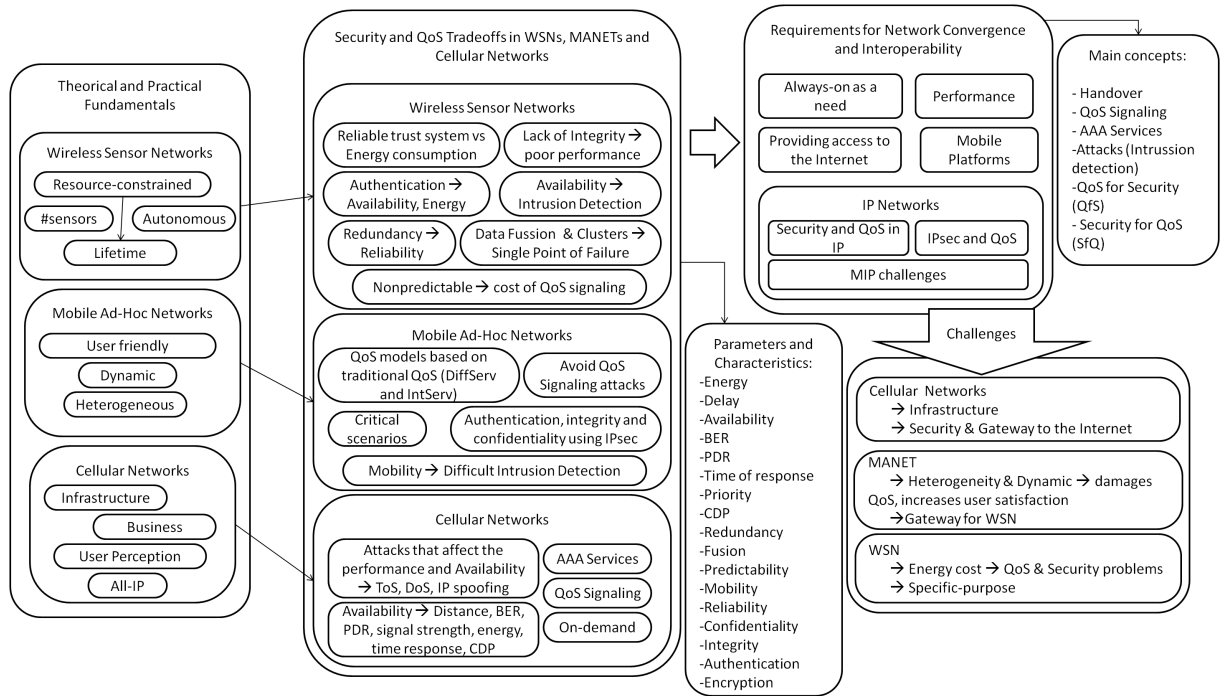 Theorical and Practical
Fundamentals
Wireless Sensor Networks
Resource-constrained
#sensors
Autonomous
Lifetime
Mobile Ad-Hoc Networks
User friendly
Dynamic
Heterogeneous
Cellular Networks
Infrastructure
Business
User Perception
All-IP
Security and QoS Tradeoffs in WSNs, MANETs and
Cellular Networks
Wireless Sensor Networks
Reliable trust system vs
Energy consumption
Lack of Integrity →
poor performance
Authentication →
Availability, Energy
Availability →
Intrusion Detection
Redundancy →
Reliability
Data Fussion & Clusters →
Single Point of Failure
Nonpredictable → cost of QoS signaling
Mobile Ad-Hoc Networks
QoS models based on
traditional QoS (DiffServ
and IntServ)
Avoid QoS
Signaling attacks
Critical
scenarios
Authentication, integrity and
confidentiality using IPsec
Mobility → Difficult Intrusion Detection
Cellular Networks
Attacks that affect the
performance and Availability
→ ToS, DoS, IP spoofing
AAA Services
QoS Signaling
On-demand
Availability → Distance, BER,
PDR, signal strength, energy,
time response, CDP
Parameters and
Characteristics:
-Energy
-Delay
-Availability
-BER
-PDR
-Time of response
-Priority
-CDP
-Redundancy
-Fusion
-Predictability
-Mobility
-Reliability
-Confidentiality
-Integrity
-Authentication
-Encryption
Requirements for Network Convergence
and Interoperability
Always-on as a
need
Performance
Providing access to
the Internet
Mobile
Platforms
IP Networks
Security and QoS in
IP
IPsec and QoS
MIP challenges
Main concepts:
- Handover
- QoS Signaling
- AAA Services
-Attacks (Intrussion
detection)
-QoS for Security
(QfS)
- Security for QoS
(SfQ)
Challenges
Cellular Networks
→ Infrastructure
→ Security & Gateway to the Internet
MANET
→ Heterogeneity & Dynamic → damages
QoS, increases user satisfaction
→Gateway for WSN
WSN
→ Energy cost → QoS & Security problems
→ Specific-purpose